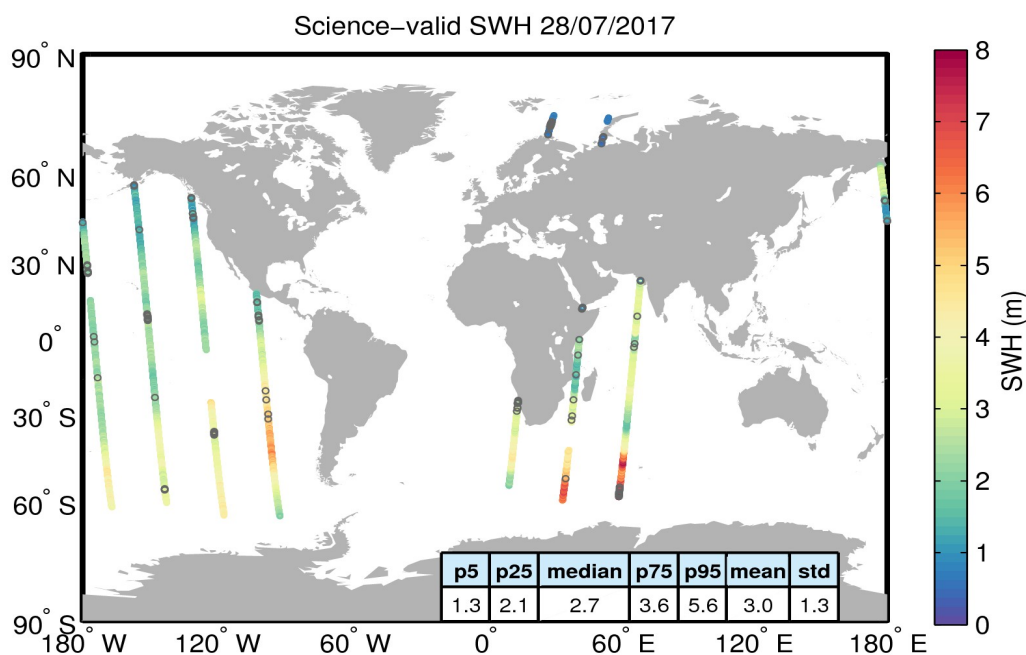 Science−valid SWH 28/07/2017
90° N
60° N
30° N
0°
30° S
60° S
90° S
180° W
120° W
60° W
0°
60° E
120° E
180° E
8
7
6
5
4
3
2
1
0
SWH (m)
p5 p25 median p75 p95 mean std
1.3 2.1 2.7 3.6 5.6 3.0 1.3